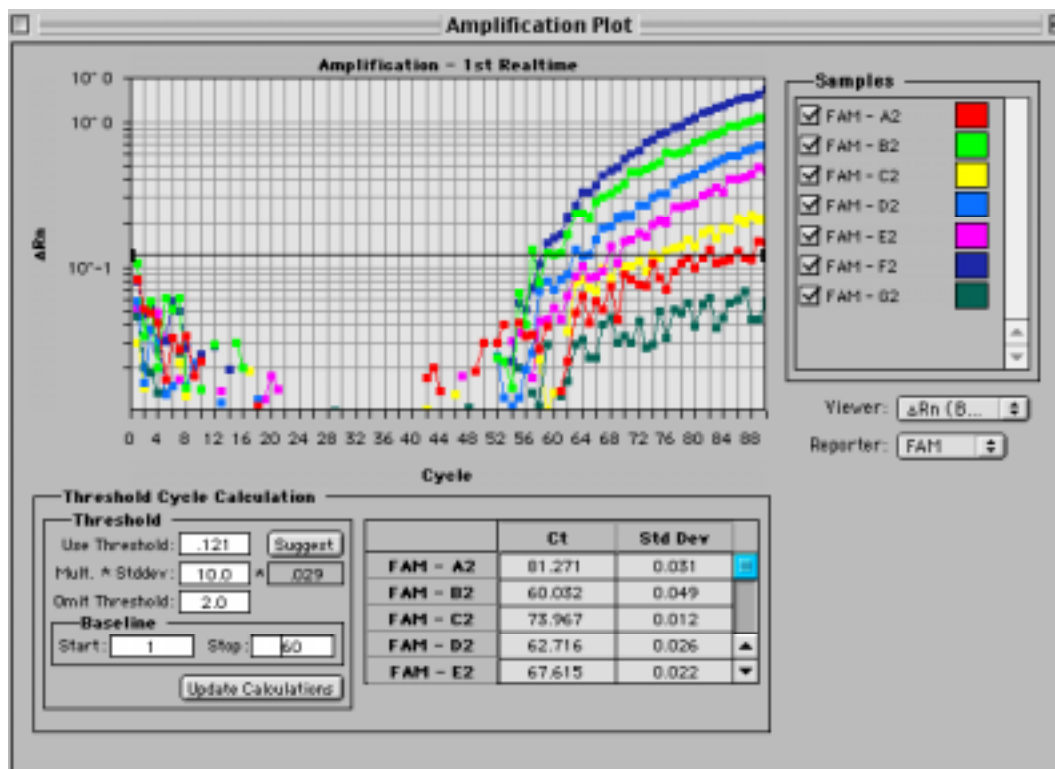 Amplification Plot
Amplification - 1st Realtime
10^0
10^0
10^-1
ΔRn
0 4 8 12 16 20 24 28 32 36 40 44 48 52 56 60 64 68 72 76 80 84 88
Cycle
Samples
FAM - A2
FAM - B2
FAM - C2
FAM - D2
FAM - E2
FAM - F2
FAM - G2
Viewer: ΔRn (B...
Reporter: FAM
Threshold Cycle Calculation
Threshold
Use Threshold: .121 Suggest
Mult. * Stddev: 10.0 * .029
Omit Threshold: 2.0
Baseline
Start: 1 Stop: 60
Update Calculations
Ct Std Dev
FAM - A2 81.271 0.031
FAM - B2 60.032 0.049
FAM - C2 73.967 0.012
FAM - D2 62.716 0.026
FAM - E2 67.615 0.022